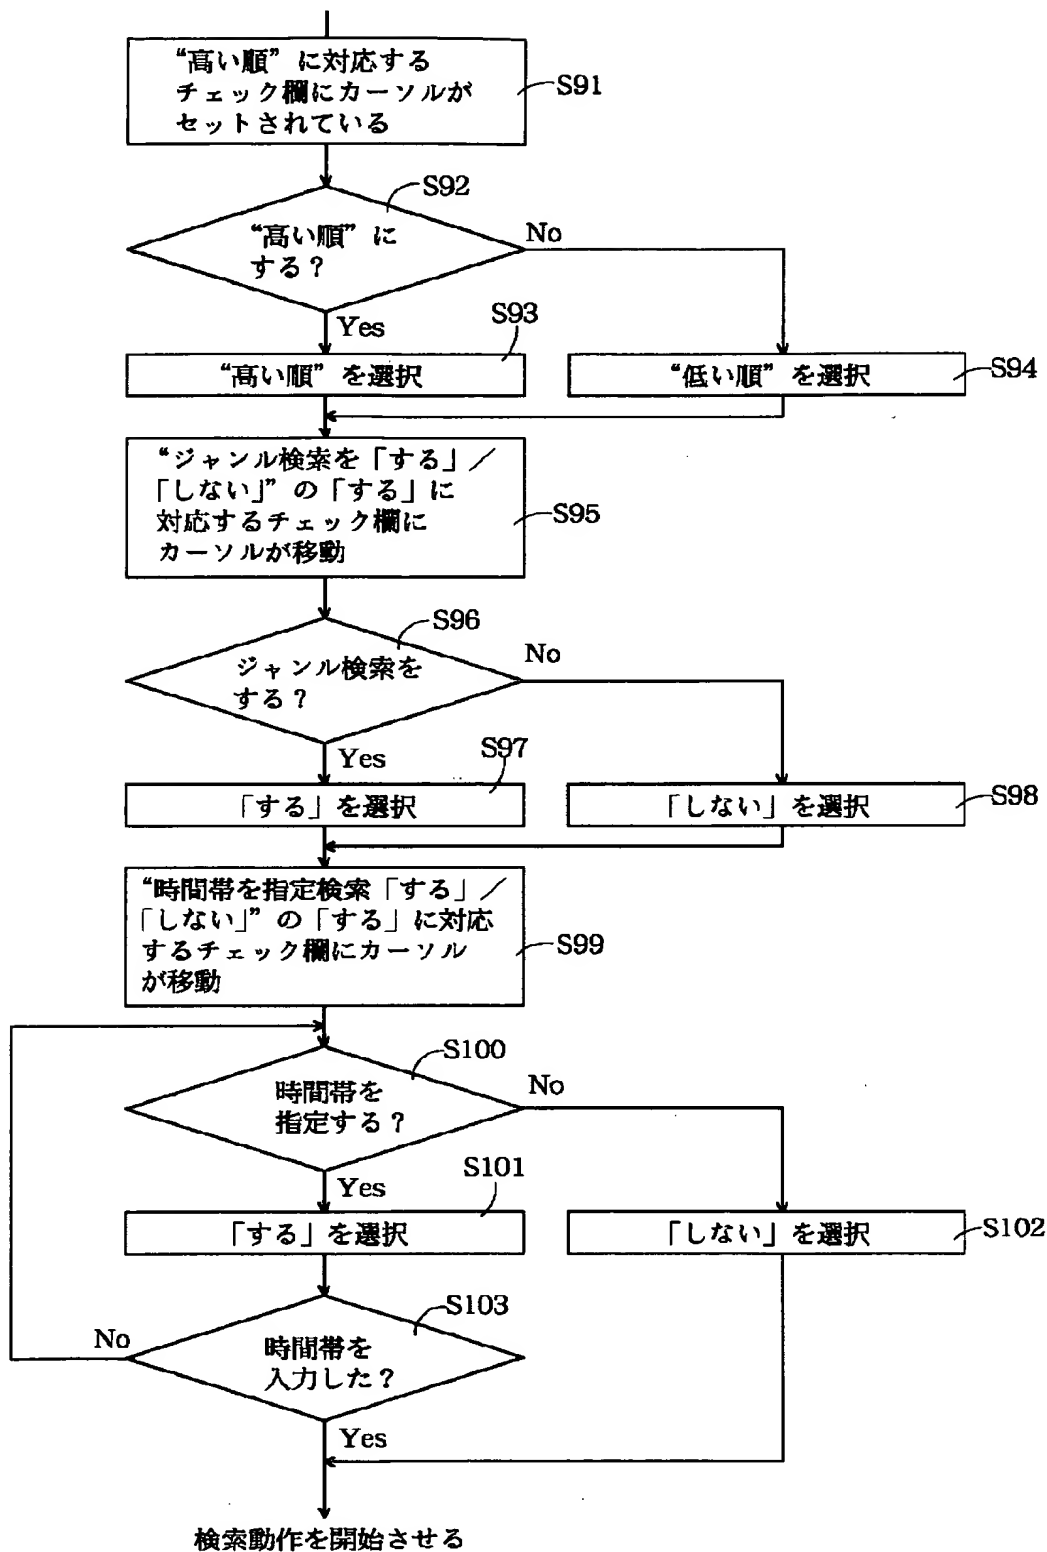 “高い順”に対応する
チェック欄にカーソルが
セットされている
S91
S92
“高い順”に
する？
No
Yes
S93
“高い順”を選択
“低い順”を選択
S94
“ジャンル検索を「する」／
「しない」”の「する」に
対応するチェック欄に
カーソルが移動
S95
S96
ジャンル検索を
する？
No
Yes
S97
「する」を選択
「しない」を選択
S98
“時間帯を指定検索「する」／
「しない」”の「する」に対応
するチェック欄にカーソル
が移動
S99
S100
時間帯を
指定する？
No
Yes
S101
「する」を選択
「しない」を選択
S102
S103
時間帯を
入力した？
No
Yes
検索動作を開始させる